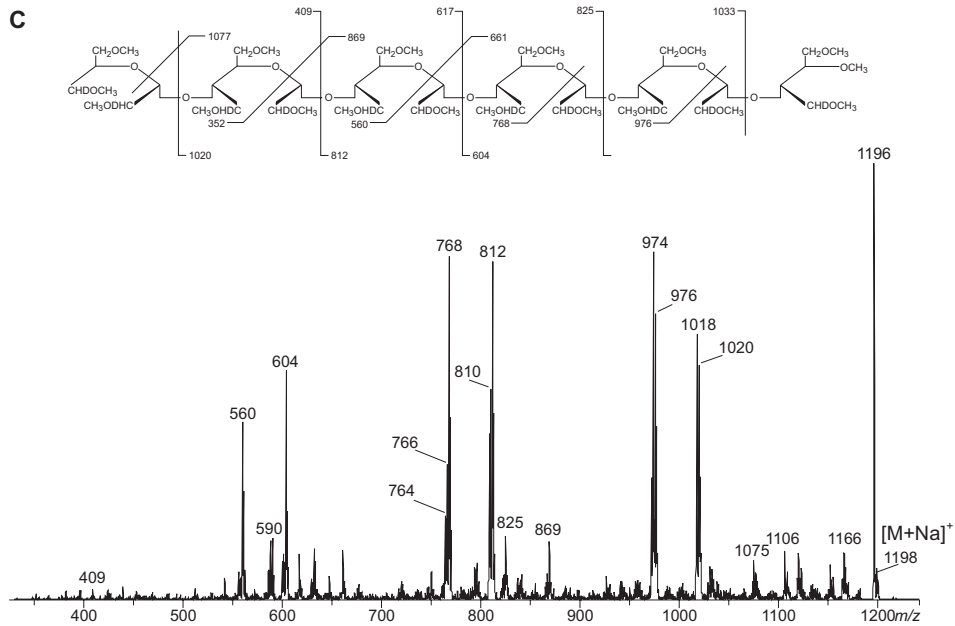 C
409 617 825 1033
1077 869 661
CH₂OCH₃ CH₂OCH₃ CH₂OCH₃ CH₂OCH₃ CH₂OCH₃ CH₂OCH₃
O O O O O OCH₃
CHDOCH₃
CH₃OHDC O CH₃OHDC CHDOCH₃ O CH₃OHDC CHDOCH₃ O CH₃OHDC CHDOCH₃ O CH₃OHDC CHDOCH₃ O CHDOCH₃
352 560 768 976
1020 812 604
1196
768 812 974
976
1018
1020
604 810
560
766
764
590 825 869 1075 1106 1166 [M+Na]⁺
1198
409
400 500 600 700 800 900 1000 1100 1200m/z